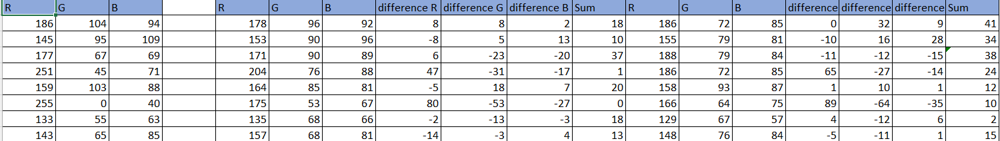 R G B R G B difference R difference G difference B Sum R G B difference difference difference Sum
186 104 94 178 96 92 8 8 2 18 186 72 85 0 32 9 41
145 95 109 153 90 96 -8 5 13 10 155 79 81 -10 16 28 34
177 67 69 171 90 89 6 -23 -20 37 188 79 84 -11 -12 -15 38
251 45 71 204 76 88 47 -31 -17 1 186 72 85 65 -27 -14 24
159 103 88 164 85 81 -5 18 7 20 158 93 87 1 10 1 12
255 0 40 175 53 67 80 -53 -27 0 166 64 75 89 -64 -35 10
133 55 63 135 68 66 -2 -13 -3 18 129 67 57 4 -12 6 2
143 65 85 157 68 81 -14 -3 4 13 148 76 84 -5 -11 1 15